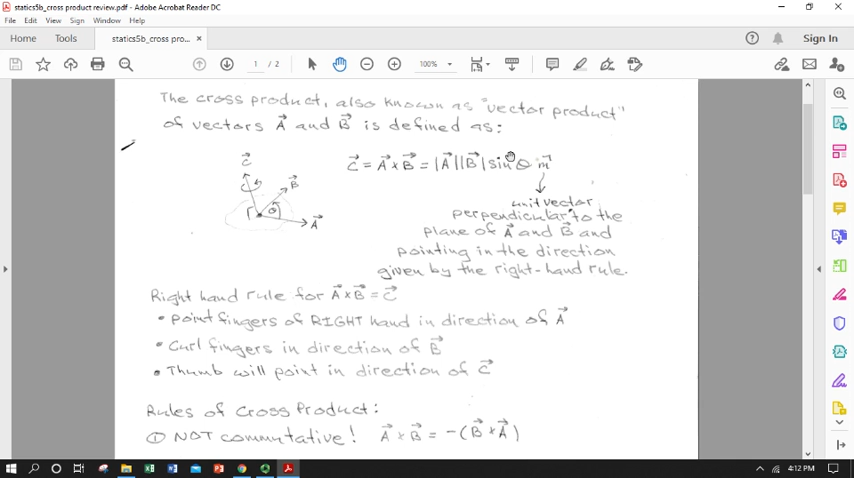 statics5b_cross product review.pdf - Adobe Acrobat Reader DC
File Edit View Sign Window Help
Home Tools statics5b_cross pro... × Sign In
1 / 2 100%
The cross product, also known as "vector product"
of vectors A⃗ and B⃗ is defined as:
C⃗ = A⃗ × B⃗ = |A⃗||B⃗| sin θ m⃗
C⃗
B⃗
θ
A⃗
unit vector
perpendicular to the
plane of A⃗ and B⃗ and
pointing in the direction
given by the right-hand rule.
Right hand rule for A⃗ × B⃗ = C⃗
• Point fingers of RIGHT hand in direction of A⃗
• Curl fingers in direction of B⃗
• Thumb will point in direction of C⃗
Rules of Cross Product:
① NOT commutative! A⃗ × B⃗ = -(B⃗ × A⃗)
4:12 PM